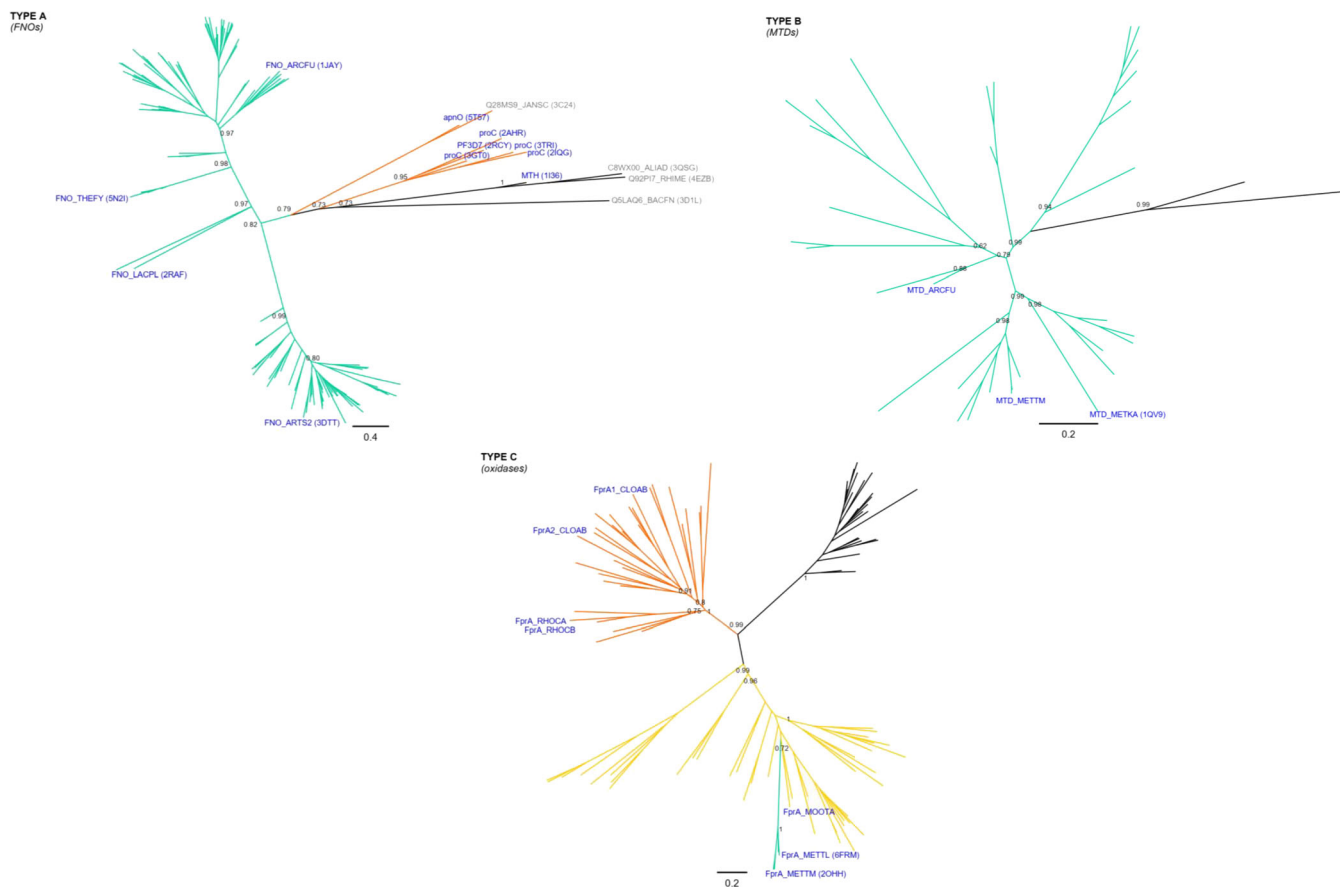 TYPE A
(FNOs)
FNO_ARCFU (1JAY)
Q28MS9_JANSC (3C24)
apnO (5T57)
proC (2AHR)
PF3D7 (2RCY) proC (3TRI)
proC (3GT0)
proC (2IQG)
0.97
0.98
0.95
C8WX00_ALIAD (3QSG)
MTH (1I36)
1
Q92PI7_RHIME (4EZB)
FNO_THEFY (5N2I)
0.97
0.79
0.73
0.73
Q5LAQ6_BACFN (3D1L)
0.82
FNO_LACPL (2RAF)
0.99
0.80
FNO_ARTS2 (3DTT)
0.4
TYPE B
(MTDs)
0.94
0.99
0.62
0.99
0.79
0.86
MTD_ARCFU
0.99
0.98
0.98
MTD_METTM
MTD_METKA (1QV9)
0.2
TYPE C
(oxidases)
FprA1_CLOAB
FprA2_CLOAB
0.91
0.8
0.75
1
1
FprA_RHOCA
FprA_RHOCB
0.99
0.99
0.96
1
0.72
FprA_MOOTA
1
FprA_METTL (6FRM)
FprA_METTM (2OHH)
0.2